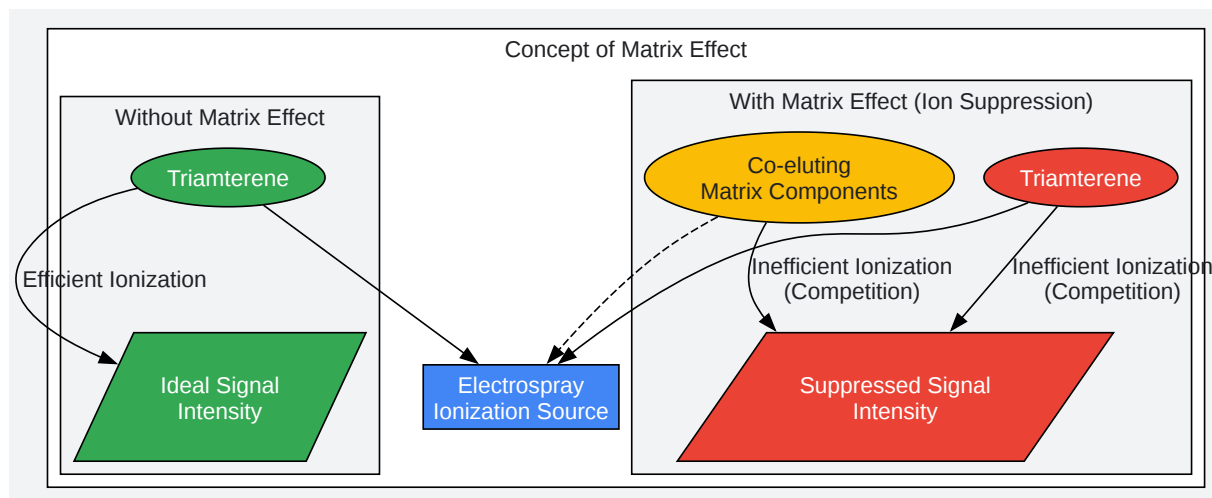 Concept of Matrix Effect
Without Matrix Effect
Triamterene
Efficient Ionization
Ideal Signal
Intensity
Electrospray
Ionization Source
With Matrix Effect (Ion Suppression)
Co-eluting
Matrix Components
Triamterene
Inefficient Ionization
(Competition)
Inefficient Ionization
(Competition)
Suppressed Signal
Intensity